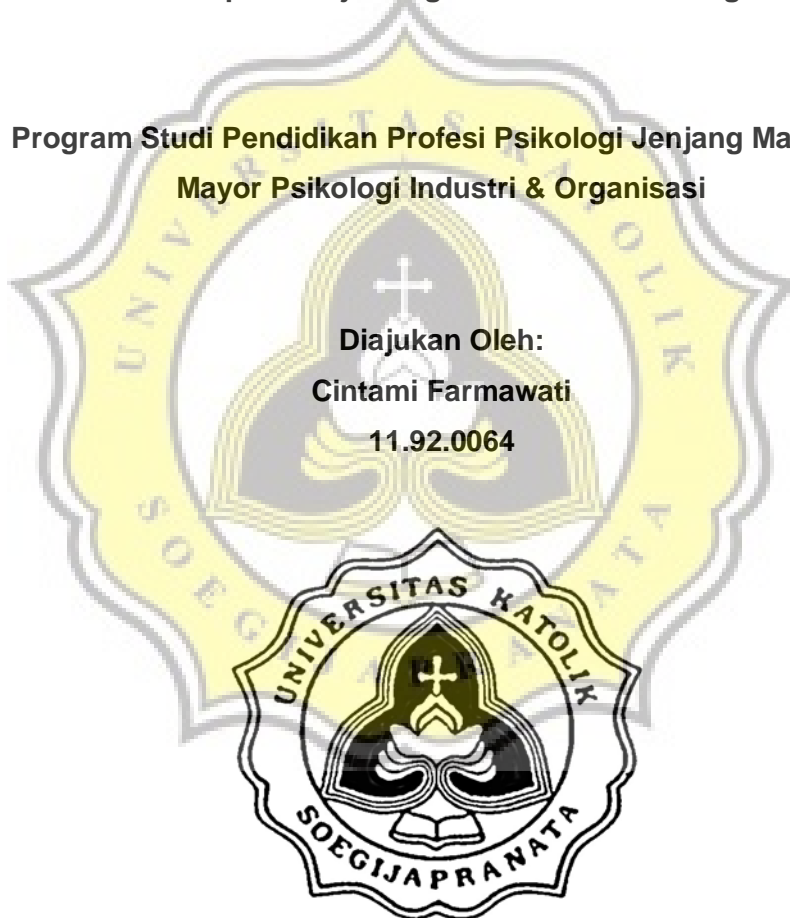 Program Studi Pendidikan Profesi Psikologi Jenjang Ma
Mayor Psikologi Industri & Organisasi
Diajukan Oleh:
Cintami Farmawati
11.92.0064
UNIVERSITAS KATOLIK
SOEGIJAPRANATA